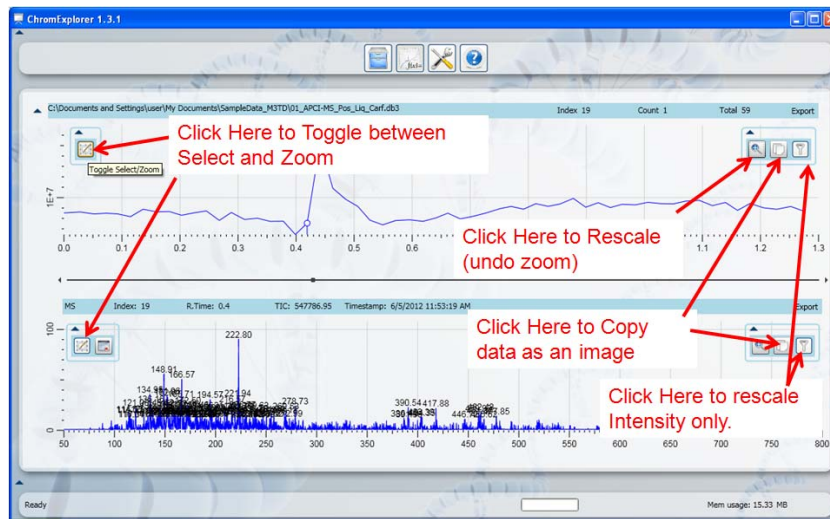 ChromExplorer 1.3.1
C:\Documents and Settings\user\My Documents\SampleData_M3TD\01_APCI-MS_Pos_Liq_Carf.db3 Index 19 Count 1 Total 59 Export
Click Here to Toggle between
Select and Zoom
Toggle Select/Zoom
1E+7
Click Here to Rescale
(undo zoom)
0.0 0.1 0.2 0.3 0.4 0.5 0.6 1.1 1.2 1.3
MS Index: 19 R.Time: 0.4 TIC: 547786.95 Timestamp: 6/5/2012 11:53:19 AM Export
Click Here to Copy
data as an image
Click Here to rescale
Intensity only.
100
222.80
148.91
166.57
278.73
390.54 417.88
0
50 100 150 200 250 300 350 400 450 500 550 600 650 700 750 800
Ready Mem usage: 15.33 MB